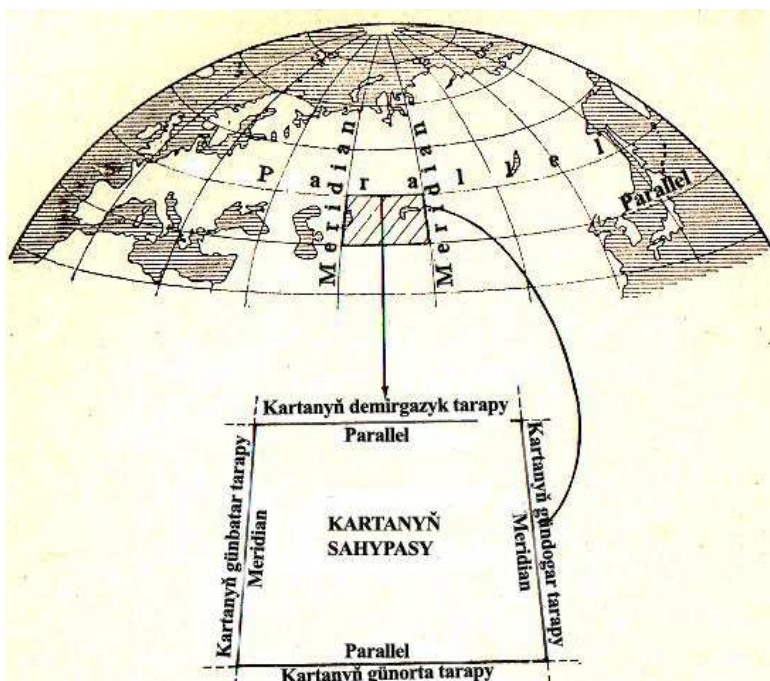 Parallel
Meridian
Meridian
Parallel
Kartanyň demirgazyk tarapy
Parallel
Kartanyň günbatar tarapy
Meridian
KARTANYŇ
SAHYPASY
Meridian
Kartanyň gündogar tarapy
Parallel
Kartanyň günorta tarapy